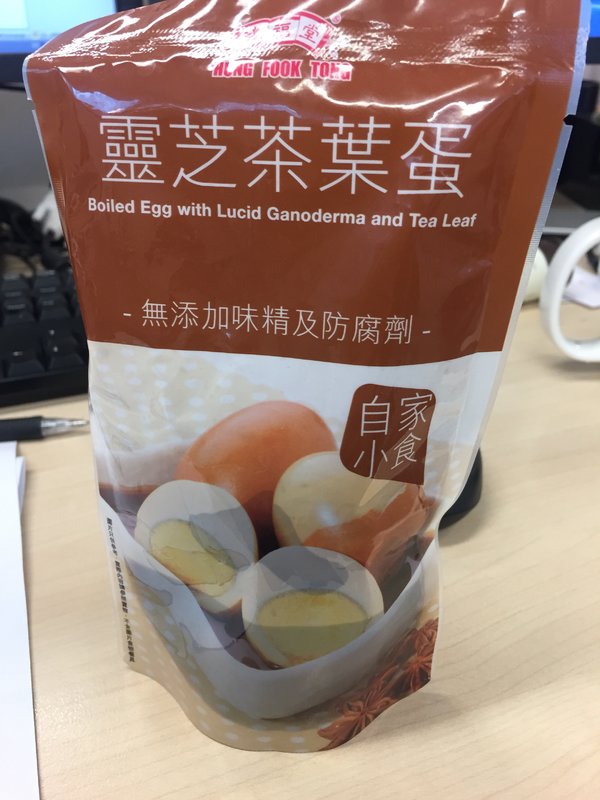 HUNG FOOK TONG
靈芝茶葉蛋
Boiled Egg with Lucid Ganoderma and Tea Leaf
- 無添加味精及防腐劑 -
自家
小食